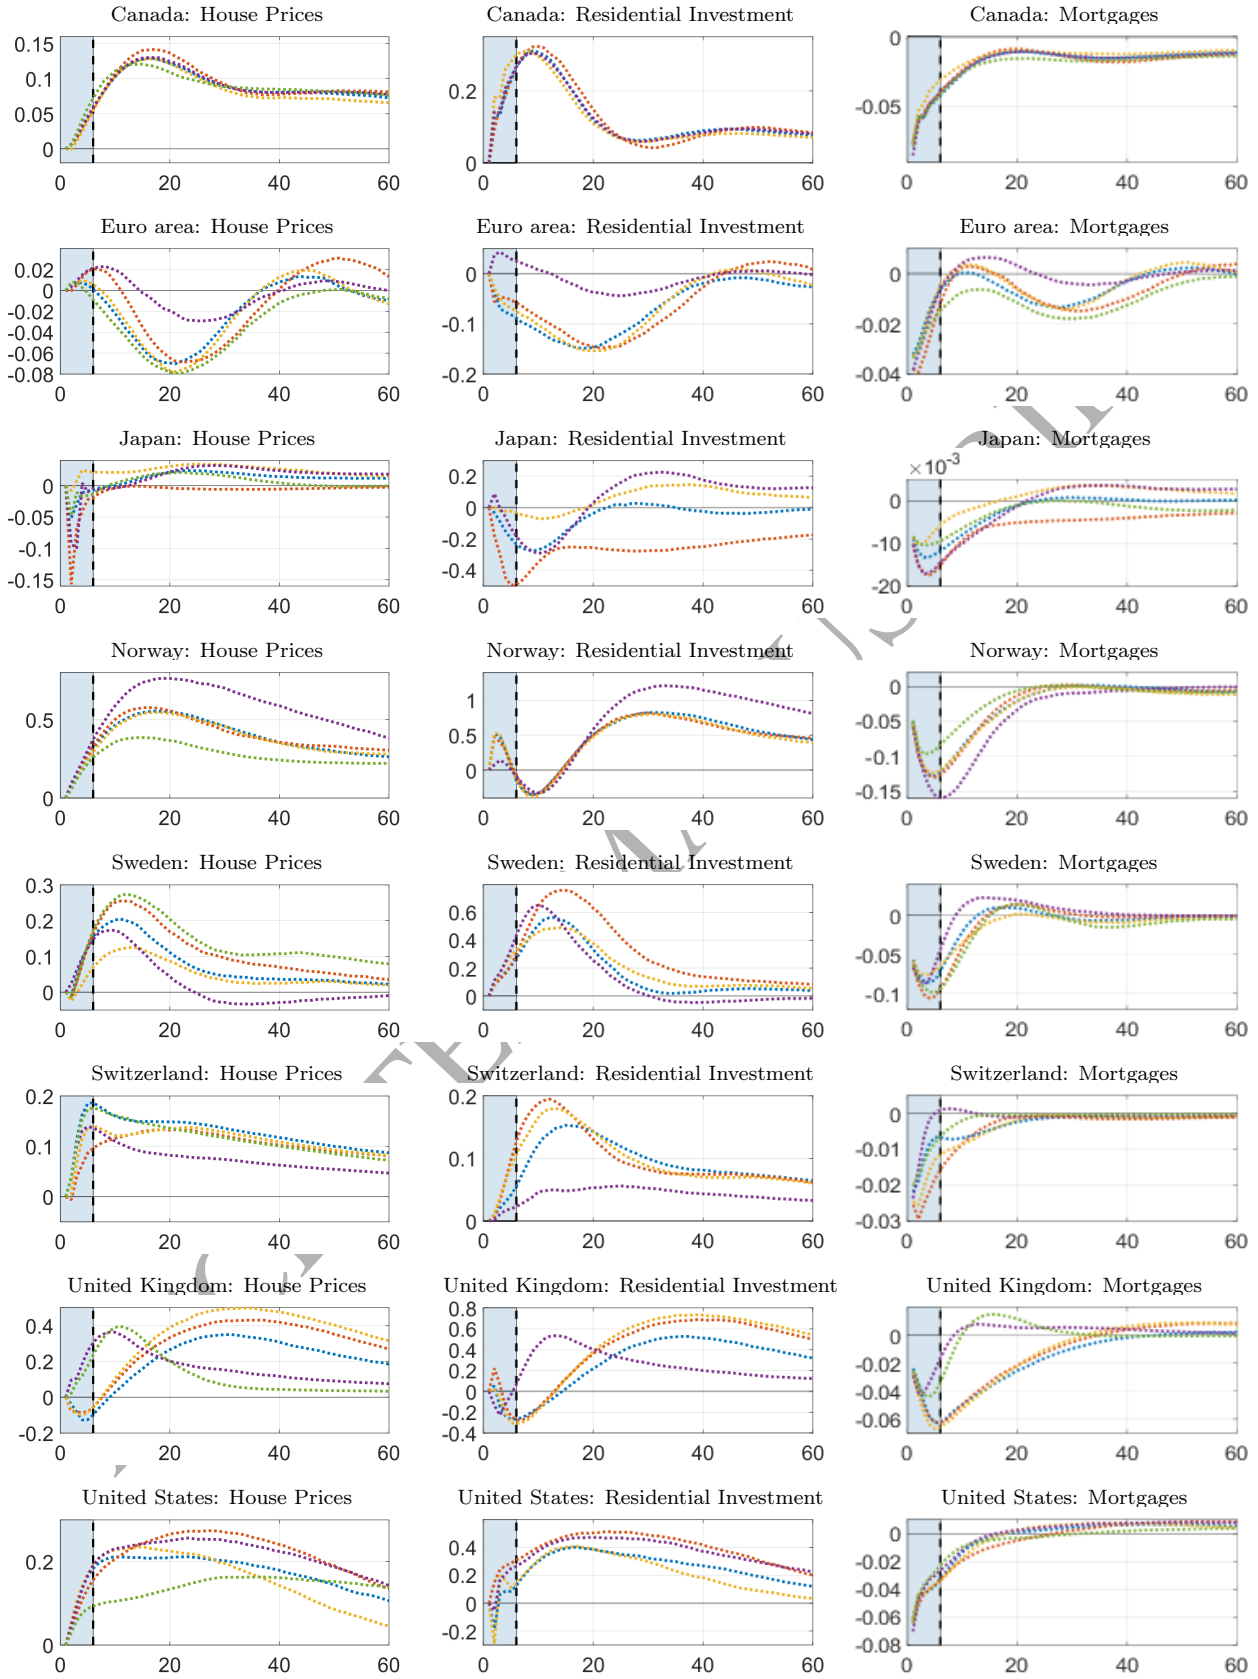 Canada: House Prices
Canada: Residential Investment
Canada: Mortgages
0.15
0.1
0.05
0
0 20 40 60
0.2
0
0 20 40 60
0
-0.05
0 20 40 60
Euro area: House Prices
Euro area: Residential Investment
Euro area: Mortgages
0.02
0
-0.02
-0.04
-0.06
-0.08
0 20 40 60
0
-0.1
-0.2
0 20 40 60
0
-0.02
-0.04
0 20 40 60
Japan: House Prices
Japan: Residential Investment
Japan: Mortgages
0
-0.05
-0.1
-0.15
0 20 40 60
0.2
0
-0.2
-0.4
0 20 40 60
×10-3
0
-10
-20
0 20 40 60
Norway: House Prices
Norway: Residential Investment
Norway: Mortgages
0.5
0
0 20 40 60
1
0.5
0
0 20 40 60
0
-0.05
-0.1
-0.15
0 20 40 60
Sweden: House Prices
Sweden: Residential Investment
Sweden: Mortgages
0.3
0.2
0.1
0
0 20 40 60
0.6
0.4
0.2
0
0 20 40 60
0
-0.05
-0.1
0 20 40 60
Switzerland: House Prices
Switzerland: Residential Investment
Switzerland: Mortgages
0.2
0.1
0
0 20 40 60
0.2
0.1
0
0 20 40 60
0
-0.01
-0.02
-0.03
0 20 40 60
United Kingdom: House Prices
United Kingdom: Residential Investment
United Kingdom: Mortgages
0.4
0.2
0
-0.2
0 20 40 60
0.8
0.6
0.4
0.2
0
-0.2
-0.4
0 20 40 60
0
-0.02
-0.04
-0.06
0 20 40 60
United States: House Prices
United States: Residential Investment
United States: Mortgages
0.2
0
0 20 40 60
0.4
0.2
0
-0.2
0 20 40 60
0
-0.02
-0.04
-0.06
-0.08
0 20 40 60